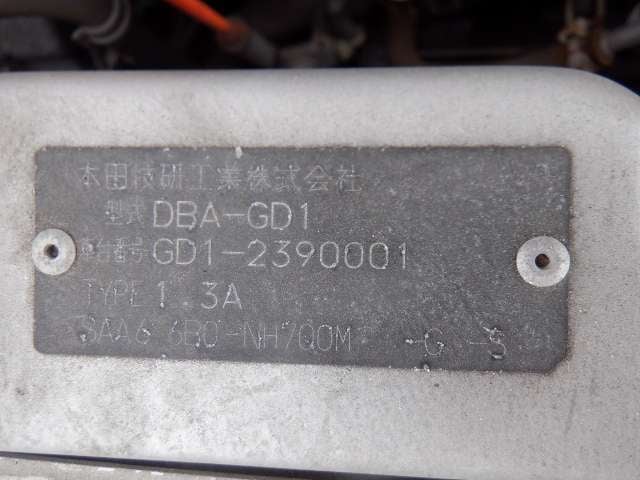 本田技研工業株式会社
型式 DBA-GD1
車台番号 GD1-2390001
TYPE 1.3A
SAA6 6B0-NH700M -G -S